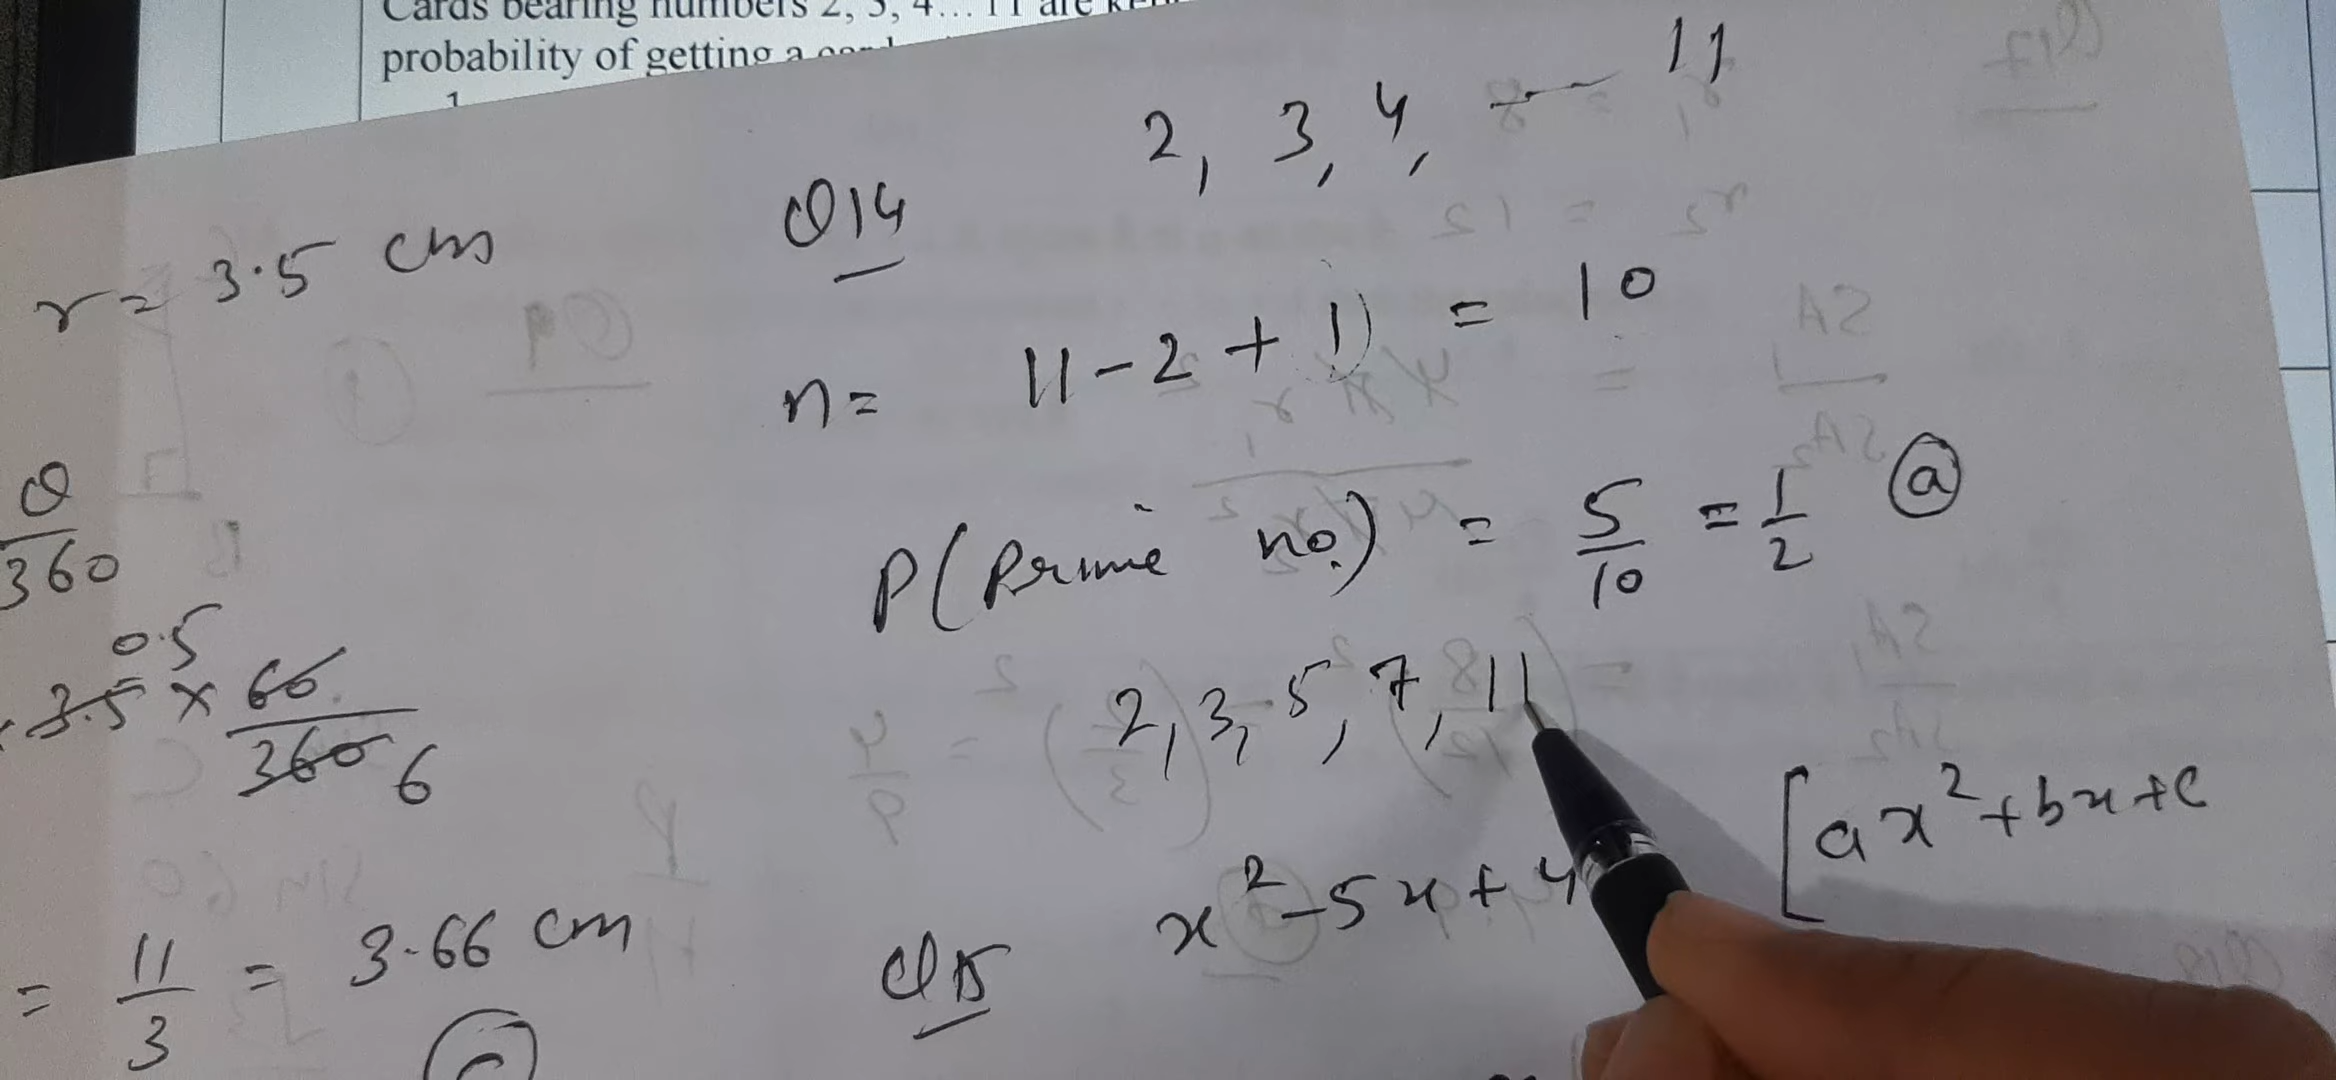 Cards bearing numbers 2, 3, 4... 11 are
probability of getting a
1
r = 3.5 cm
θ
360
0.5
3.5 × 60
360 6
= 11/3 = 3.66 cm
Q14
2, 3, 4, — 11
n = 11 - 2 + 1) = 10
P(Prime no.) = 5/10 = 1/2 ⓐ
2, 3, 5, 7, 11
Q15
x² - 5x + 4
[ax² + bx + c